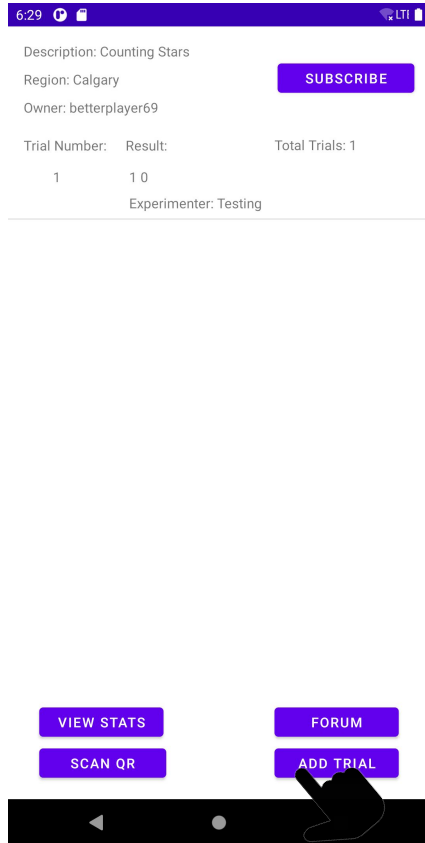 6:29 LTE
Description: Counting Stars
Region: Calgary
SUBSCRIBE
Owner: betterplayer69
Trial Number: Result: Total Trials: 1
1 1 0
Experimenter: Testing
VIEW STATS FORUM
SCAN QR ADD TRIAL